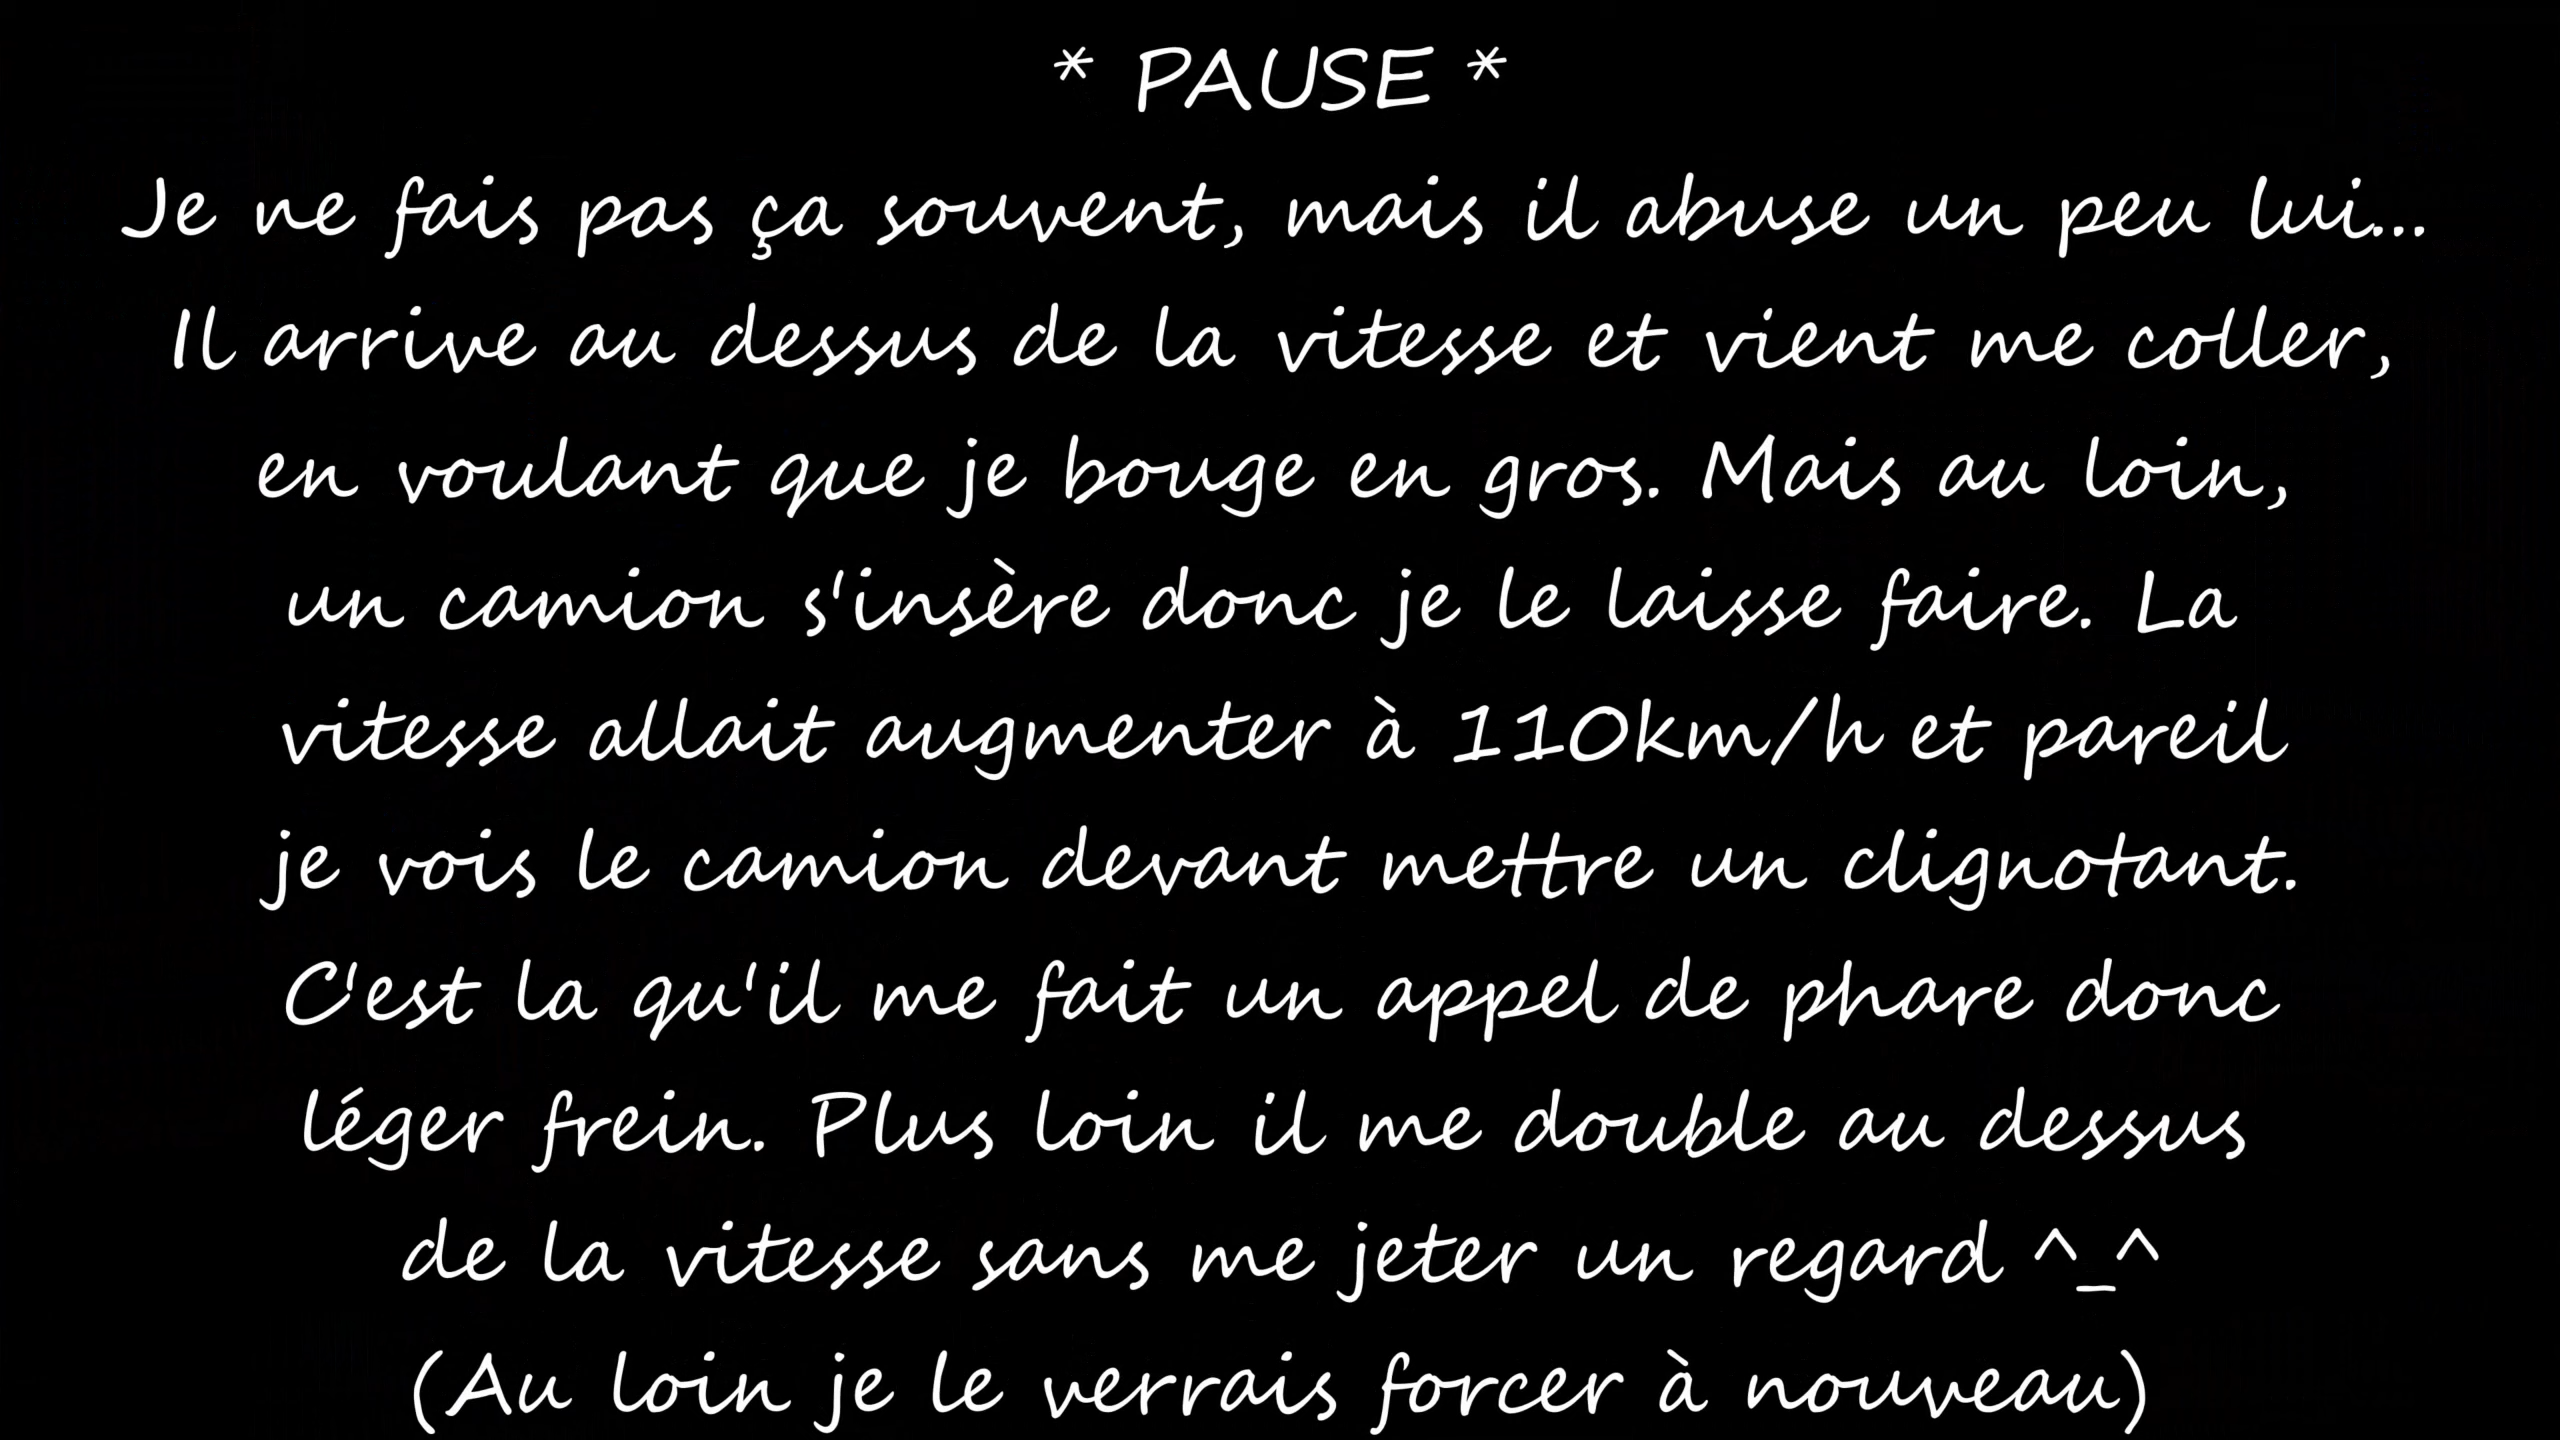 * PAUSE *
Je ne fais pas ça souvent, mais il abuse un peu lui...
Il arrive au dessus de la vitesse et vient me coller,
en voulant que je bouge en gros. Mais au loin,
un camion s'insère donc je le laisse faire. La
vitesse allait augmenter à 110km/h et pareil
je vois le camion devant mettre un clignotant.
C'est la qu'il me fait un appel de phare donc
léger frein. Plus loin il me double au dessus
de la vitesse sans me jeter un regard ^_^
(Au loin je le verrais forcer à nouveau)